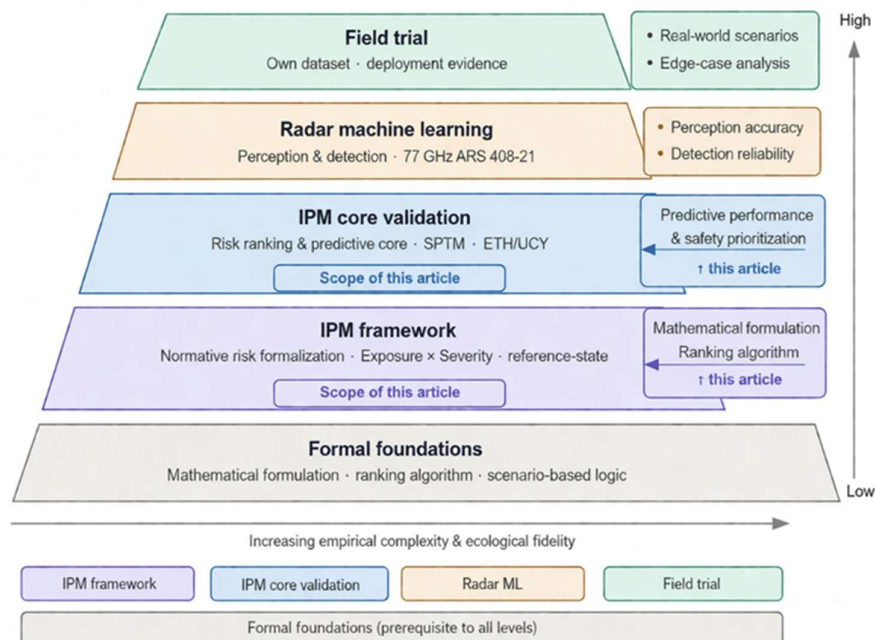 High
Field trial
Own dataset · deployment evidence
• Real-world scenarios
• Edge-case analysis
Radar machine learning
Perception & detection · 77 GHz ARS 408-21
• Perception accuracy
• Detection reliability
IPM core validation
Risk ranking & predictive core · SPTM · ETH/UCY
Scope of this article
Predictive performance
& safety prioritization
↑ this article
IPM framework
Normative risk formalization · Exposure × Severity · reference-state
Scope of this article
Mathematical formulation
Ranking algorithm
↑ this article
Formal foundations
Mathematical formulation · ranking algorithm · scenario-based logic
Low
Increasing empirical complexity & ecological fidelity
IPM framework
IPM core validation
Radar ML
Field trial
Formal foundations (prerequisite to all levels)